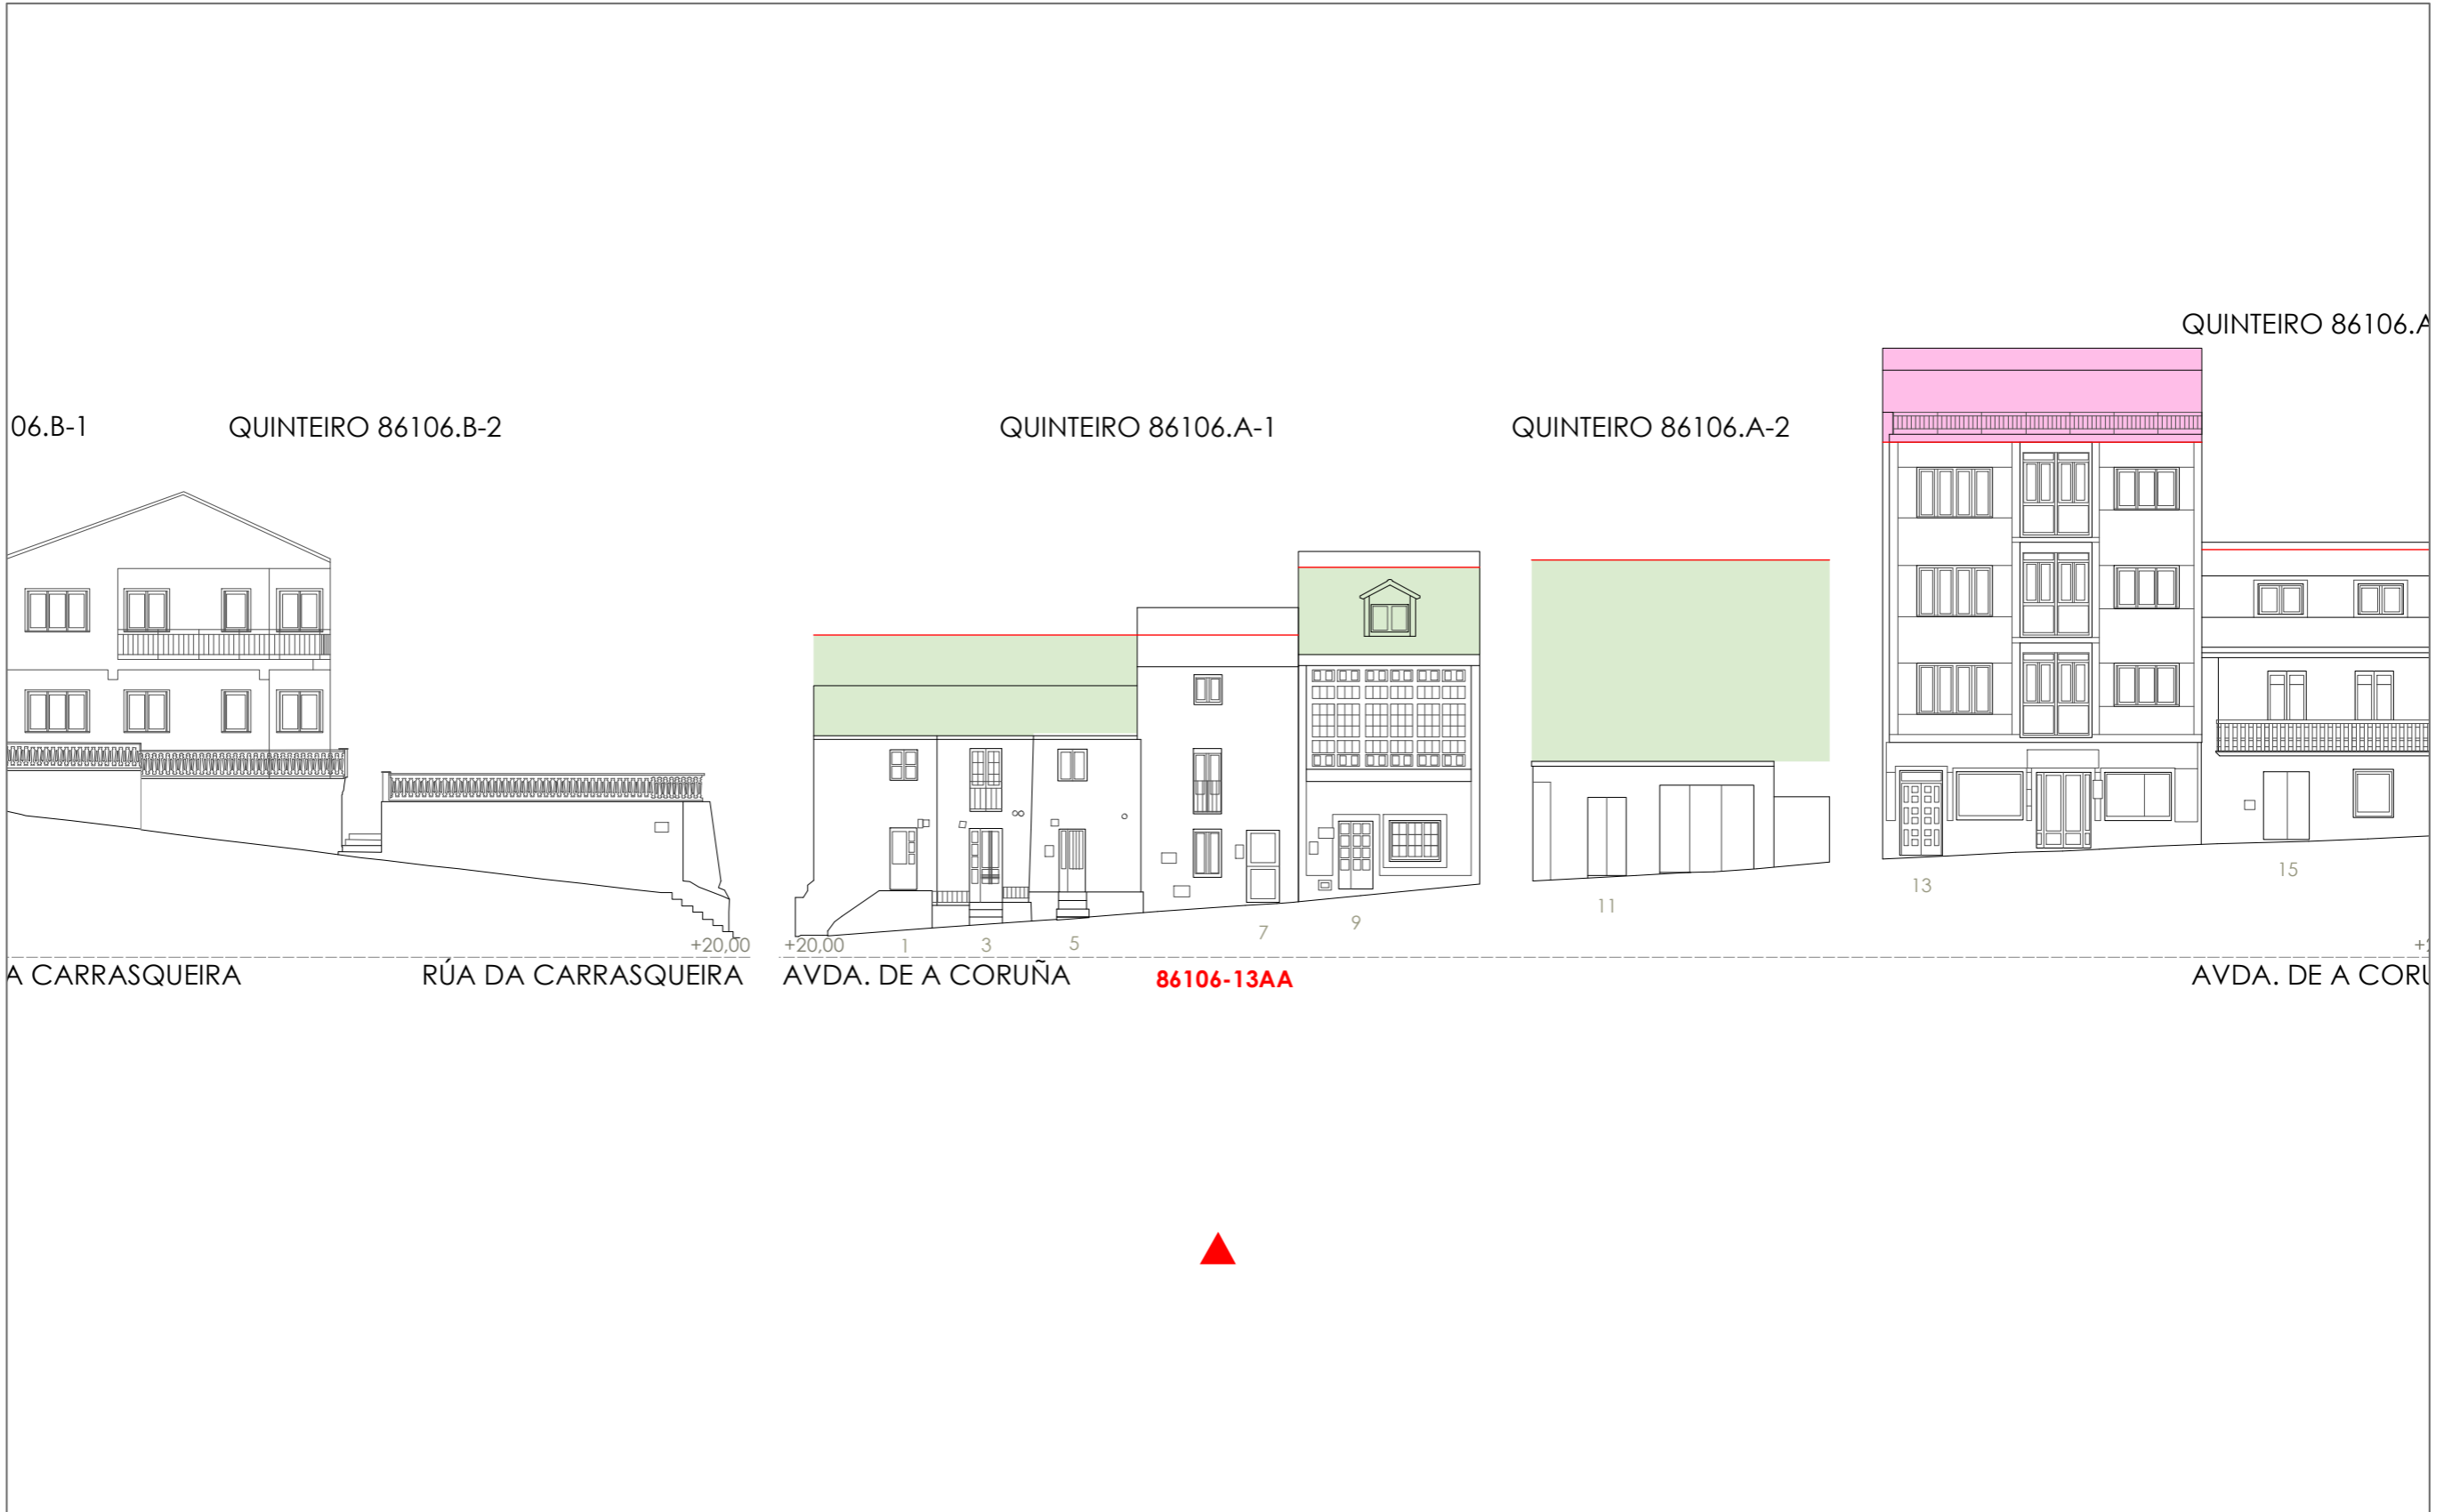 QUINTEIRO 86106.A
06.B-1
QUINTEIRO 86106.B-2
QUINTEIRO 86106.A-1
QUINTEIRO 86106.A-2
13
15
11
9
7
5
3
1
+20,00
+20,00
A CARRASQUEIRA
RÚA DA CARRASQUEIRA
AVDA. DE A CORUÑA
86106-13AA
AVDA. DE A CORU